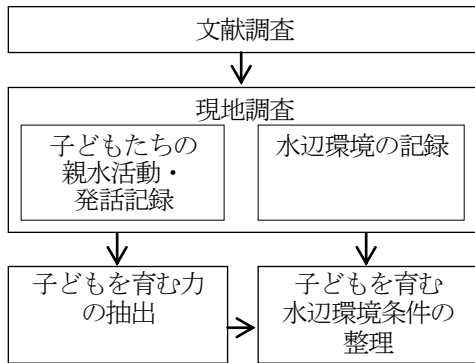 文献調査
現地調査
子どもたちの
親水活動・
発話記録
水辺環境の記録
子どもを育む力
の抽出
子どもを育む
水辺環境条件の
整理